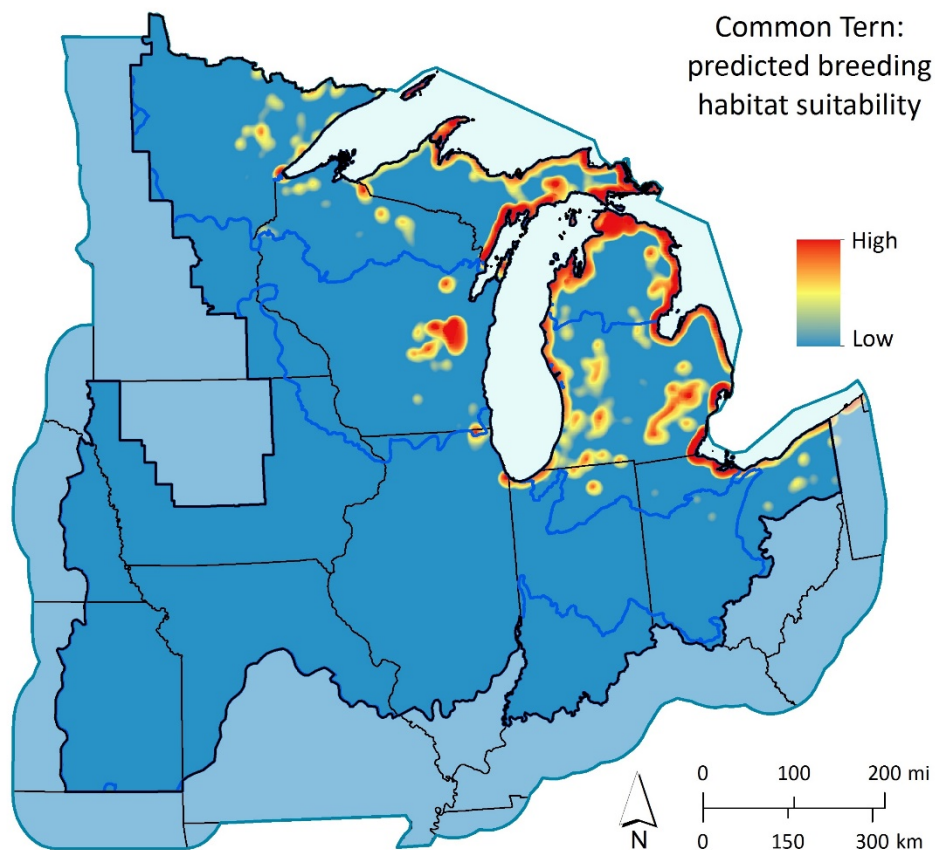 Common Tern:
predicted breeding
habitat suitability
High
Low
0 100 200 mi
N
0 150 300 km